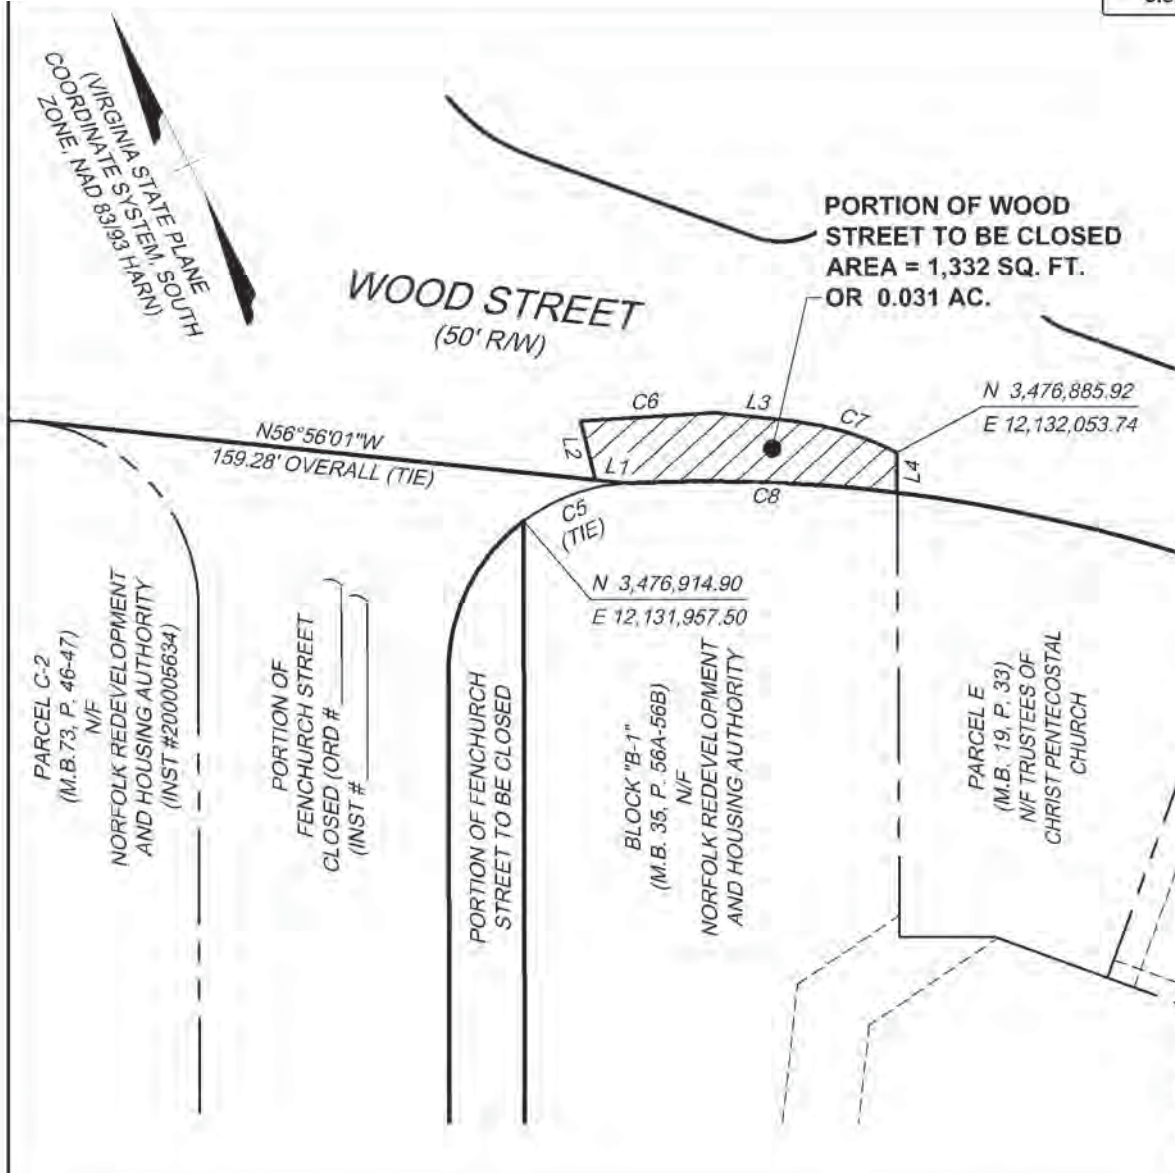 (VIRGINIA STATE PLANE
COORDINATE SYSTEM, SOUTH
ZONE, NAD 83/93 HARN)
PORTION OF WOOD
STREET TO BE CLOSED
AREA = 1,332 SQ. FT.
OR 0.031 AC.
WOOD STREET
(50' R/W)
N 3,476,885.92
E 12,132,053.74
C6
L3
C7
L2
L1
L4
C8
N56°56'01"W
159.28' OVERALL (TIE)
C5
(TIE)
N 3,476,914.90
E 12,131,957.50
PARCEL C-2
(M.B.73, P. 46-47)
N/F
NORFOLK REDEVELOPMENT
AND HOUSING AUTHORITY
(INST #200005634)
PORTION OF
FENCHURCH STREET
CLOSED (ORD # )
(INST # )
PORTION OF FENCHURCH
STREET TO BE CLOSED
BLOCK "B-1"
(M.B. 35, P. 56A-56B)
N/F
NORFOLK REDEVELOPMENT
AND HOUSING AUTHORITY
PARCEL E
(M.B. 19, P. 33)
N/F TRUSTEES OF
CHRIST PENTECOSTAL
CHURCH